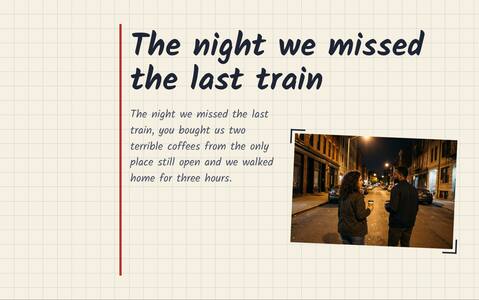 The night we missed
the last train
The night we missed the last
train, you bought us two
terrible coffees from the only
place still open and we walked
home for three hours.